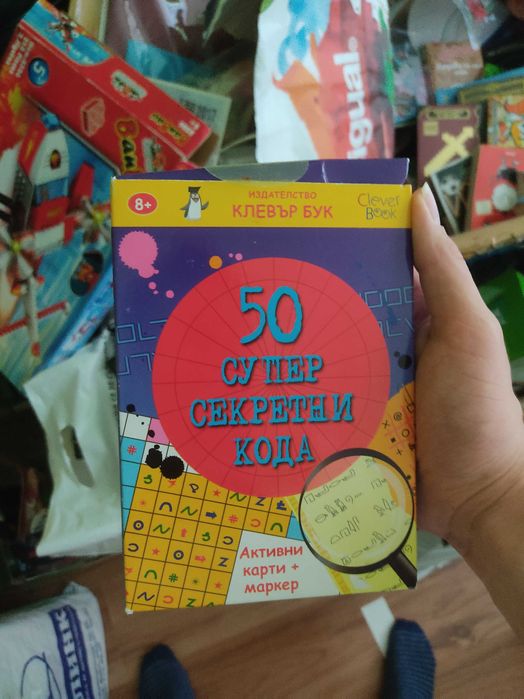 8+
ИЗДАТЕЛСТВО
КЛЕВЪР БУК
Clever
Book
50
СУПЕР
СЕКРЕТНИ
КОДА
Активни
карти +
маркер